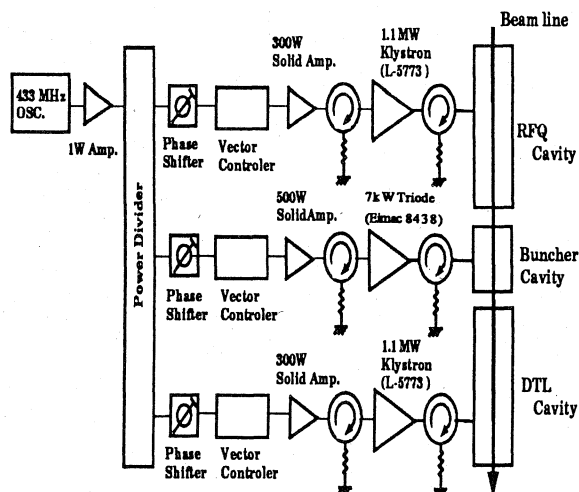 Beam line
1.1 MW
Klystron
(L-5773)
300W
Solid Amp.
433 MHz
OSC.
1W Amp.
Phase
Shifter
Vector
Controler
RFQ
Cavity
Power Divider
500W
SolidAmp.
7kW Triode
(Eimac 8438)
Buncher
Cavity
Phase
Shifter
Vector
Controler
300W
Solid Amp.
1.1 MW
Klystron
(L-5773)
DTL
Cavity
Phase
Shifter
Vector
Controler